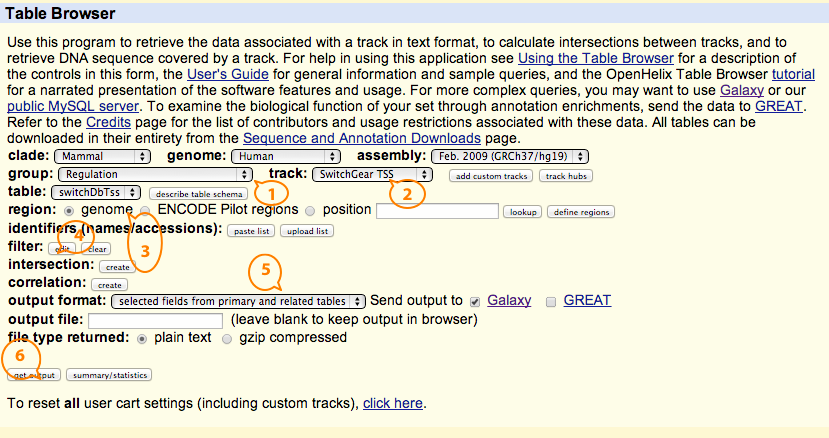 Table Browser
Use this program to retrieve the data associated with a track in text format, to calculate intersections between tracks, and to
retrieve DNA sequence covered by a track. For help in using this application see Using the Table Browser for a description of
the controls in this form, the User's Guide for general information and sample queries, and the OpenHelix Table Browser tutorial
for a narrated presentation of the software features and usage. For more complex queries, you may want to use Galaxy or our
public MySQL server. To examine the biological function of your set through annotation enrichments, send the data to GREAT.
Refer to the Credits page for the list of contributors and usage restrictions associated with these data. All tables can be
downloaded in their entirety from the Sequence and Annotation Downloads page.
clade: Mammal genome: Human assembly: Feb. 2009 (GRCh37/hg19)
group: Regulation track: SwitchGear TSS add custom tracks track hubs
table: switchDbTss describe table schema 1 2
region: genome ENCODE Pilot regions position lookup define regions
identifiers (names/accessions): paste list upload list
4 3
filter: edit clear
intersection: create
5
correlation: create
output format: selected fields from primary and related tables Send output to Galaxy GREAT
output file: (leave blank to keep output in browser)
file type returned: plain text gzip compressed
6
get output summary/statistics
To reset all user cart settings (including custom tracks), click here.